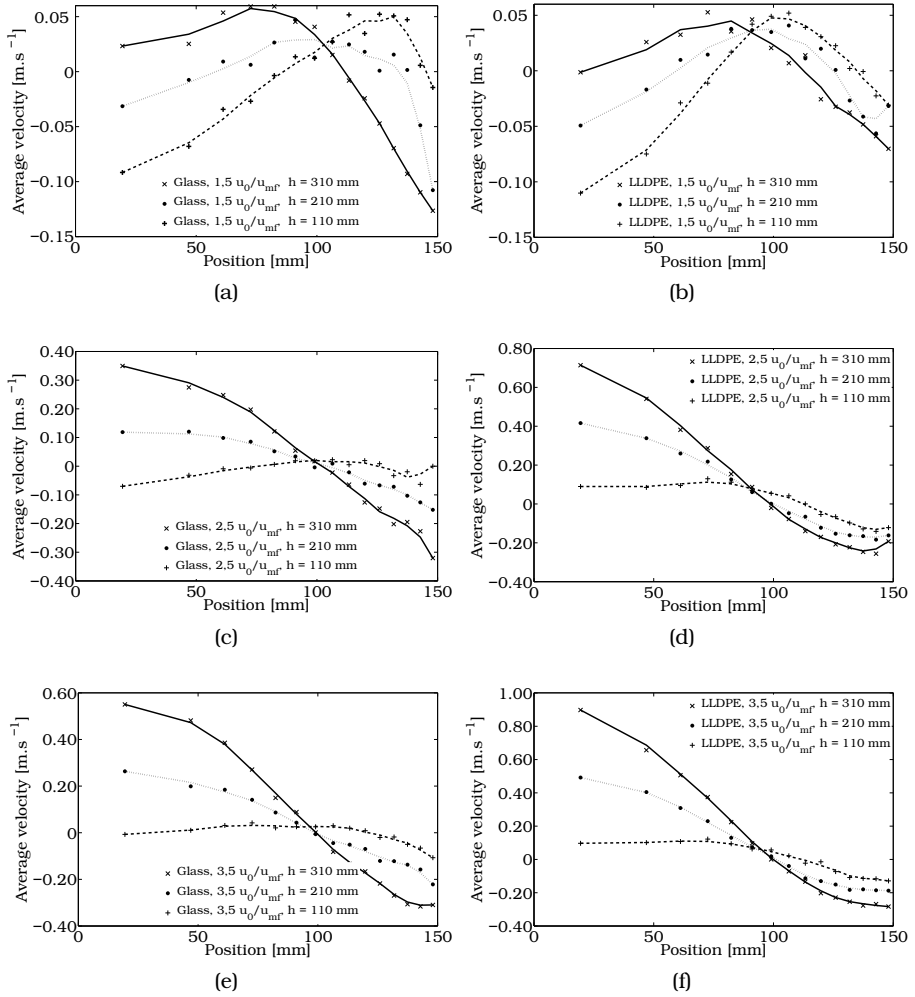 0.05
0
−0.05
−0.10
−0.15
Average velocity [m.s −1]
Glass, 1,5 u0/umf, h = 310 mm
Glass, 1,5 u0/umf, h = 210 mm
Glass, 1,5 u0/umf, h = 110 mm
0 50 100 150
Position [mm]
(a)
0.05
0
−0.05
−0.10
−0.15
Average velocity [m.s −1]
LLDPE, 1,5 u0/umf, h = 310 mm
LLDPE, 1,5 u0/umf, h = 210 mm
LLDPE, 1,5 u0/umf, h = 110 mm
0 50 100 150
Position [mm]
(b)
0.40
0.30
0.20
0.10
0
−0.10
−0.20
−0.30
−0.40
Average velocity [m.s −1]
Glass, 2,5 u0/umf, h = 310 mm
Glass, 2,5 u0/umf, h = 210 mm
Glass, 2,5 u0/umf, h = 110 mm
0 50 100 150
Position [mm]
(c)
0.80
0.60
0.40
0.20
0
−0.20
−0.40
Average velocity [m.s −1]
LLDPE, 2,5 u0/umf, h = 310 mm
LLDPE, 2,5 u0/umf, h = 210 mm
LLDPE, 2,5 u0/umf, h = 110 mm
0 50 100 150
Position [mm]
(d)
0.60
0.40
0.20
0
−0.20
−0.40
Average velocity [m.s −1]
Glass, 3,5 u0/umf, h = 310 mm
Glass, 3,5 u0/umf, h = 210 mm
Glass, 3,5 u0/umf, h = 110 mm
0 50 100 150
Position [mm]
(e)
1.00
0.80
0.60
0.40
0.20
0
−0.20
−0.40
Average velocity [m.s −1]
LLDPE, 3,5 u0/umf, h = 310 mm
LLDPE, 3,5 u0/umf, h = 210 mm
LLDPE, 3,5 u0/umf, h = 110 mm
0 50 100 150
Position [mm]
(f)